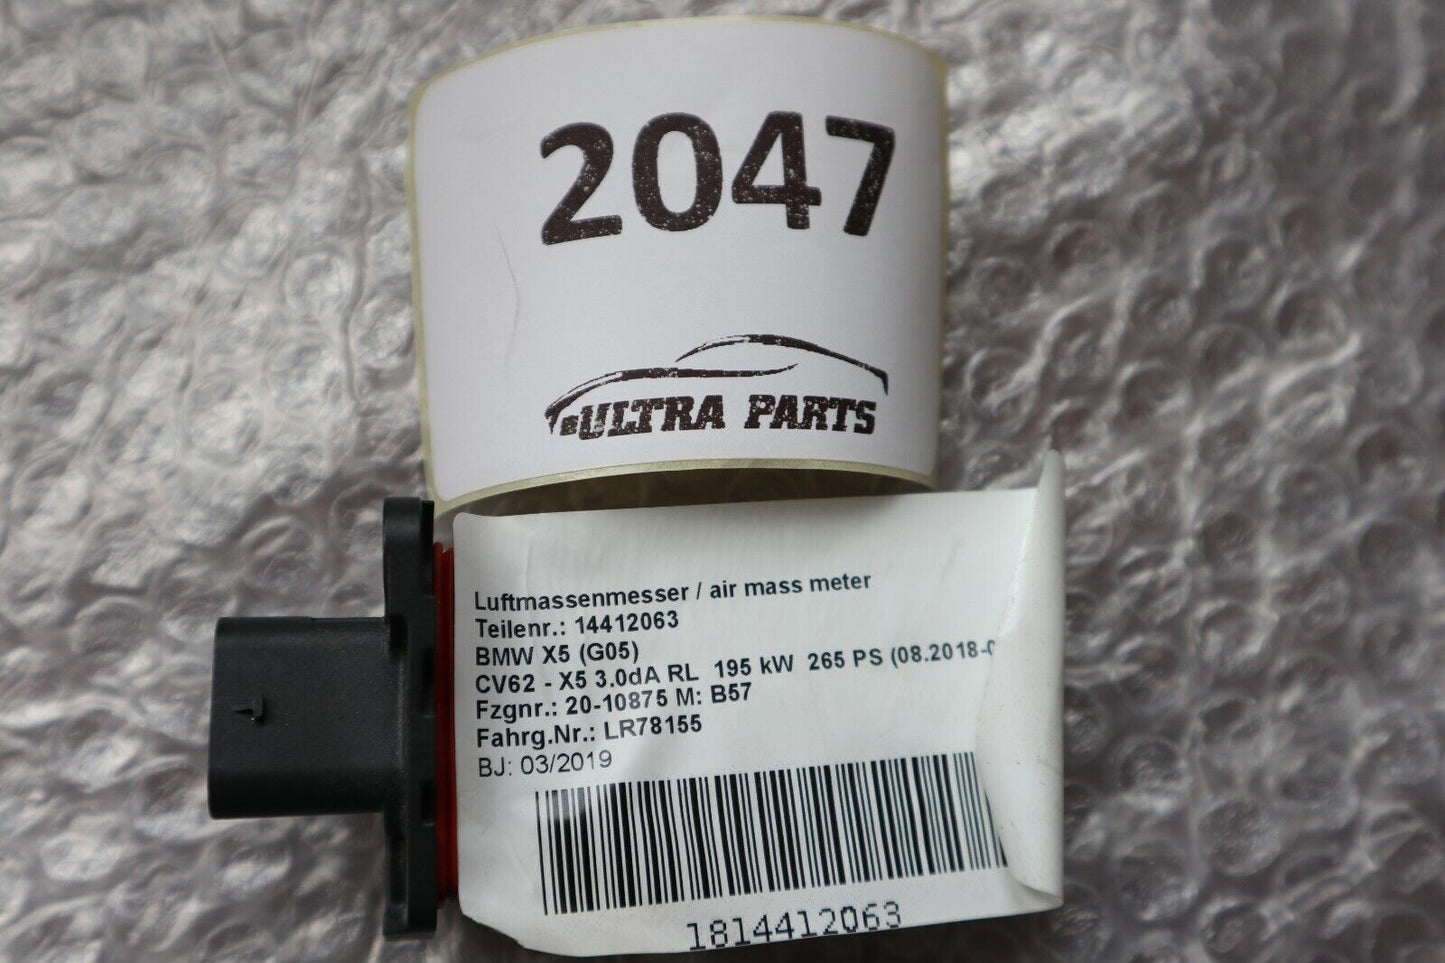 2047
ULTRA PARTS
Luftmassenmesser / air mass meter
Teilenr.: 14412063
BMW X5 (G05)
CV62 - X5 3.0dA RL 195 kW 265 PS (08.2018-0
Fzgnr.: 20-10875 M: B57
Fahrg.Nr.: LR78155
BJ: 03/2019
1814412063